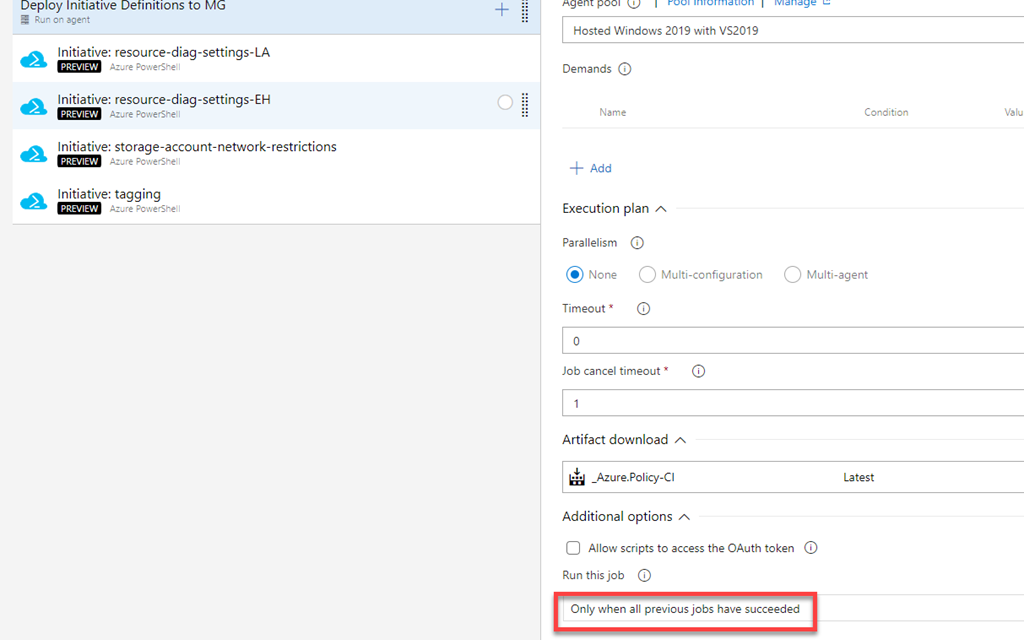 Deploy Initiative Definitions to MG
Run on agent
Initiative: resource-diag-settings-LA
PREVIEW Azure PowerShell
Initiative: resource-diag-settings-EH
PREVIEW Azure PowerShell
Initiative: storage-account-network-restrictions
PREVIEW Azure PowerShell
Initiative: tagging
PREVIEW Azure PowerShell
Agent pool | Pool information | Manage
Hosted Windows 2019 with VS2019
Demands
Name Condition Valu
Add
Execution plan
Parallelism
None Multi-configuration Multi-agent
Timeout *
0
Job cancel timeout *
1
Artifact download
_Azure.Policy-CI Latest
Additional options
Allow scripts to access the OAuth token
Run this job
Only when all previous jobs have succeeded